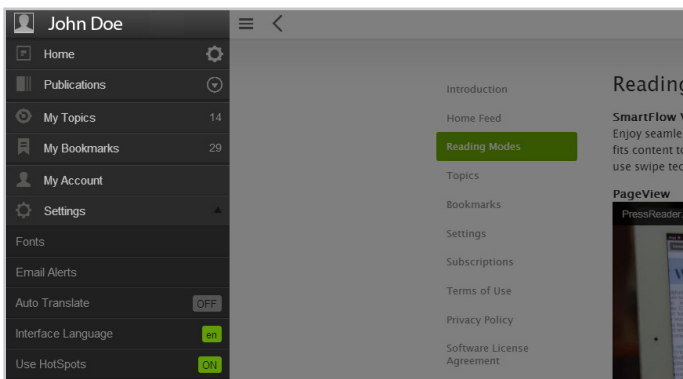 John Doe
Home
Publications
My Topics 14
My Bookmarks 29
My Account
Settings
Fonts
Email Alerts
Auto Translate OFF
Interface Language en
Use HotSpots ON
Introduction
Home Feed
Reading Modes
Topics
Bookmarks
Settings
Subscriptions
Terms of Use
Privacy Policy
Software License
Agreement
Reading
SmartFlow
Enjoy seamle
fits content to
use swipe tec
PageView
PressReader